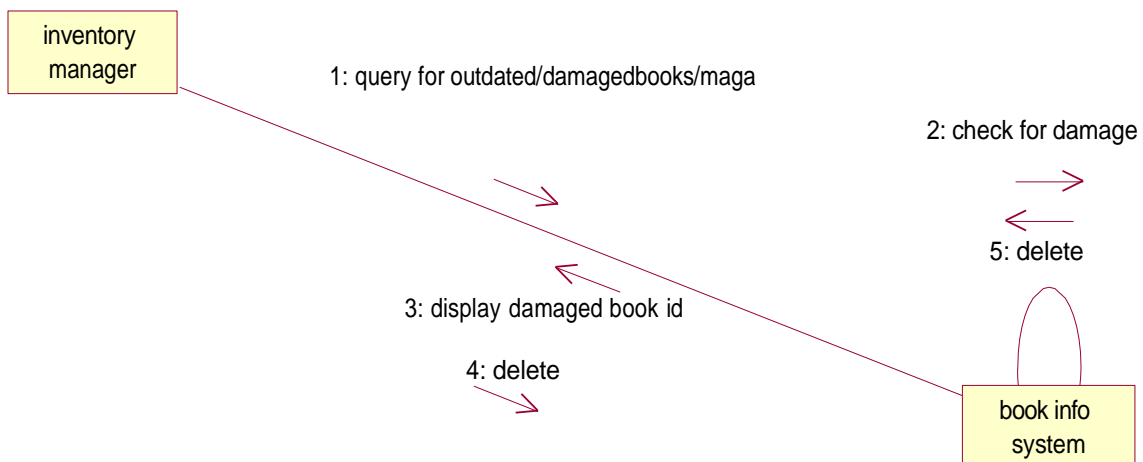 inventory
manager
1: query for outdated/damagedbooks/maga
2: check for damage
5: delete
3: display damaged book id
4: delete
book info
system